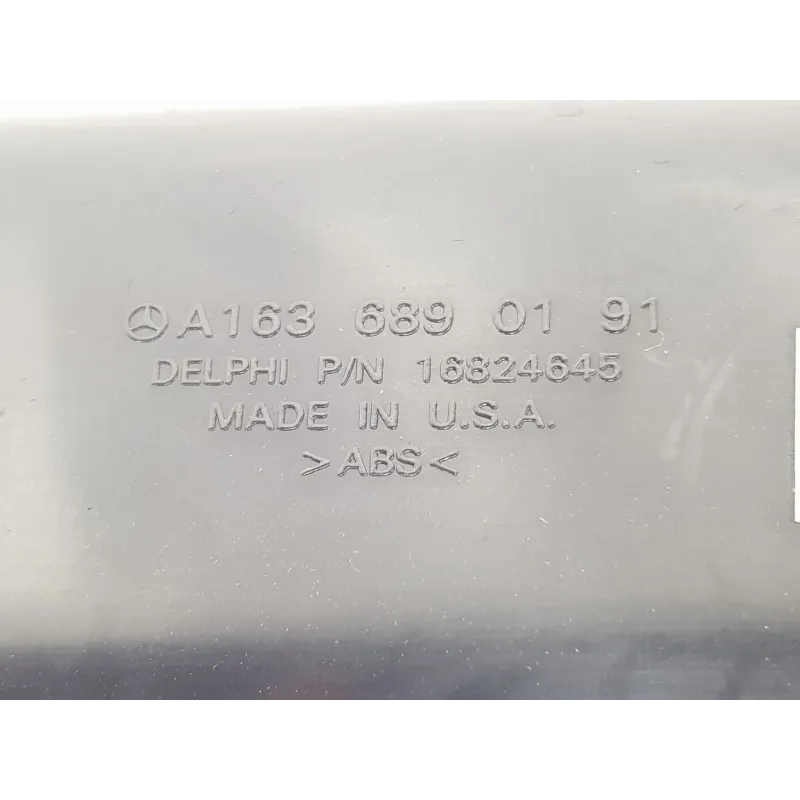 A163 689 01 91
DELPHI P/N 16824645
MADE IN U.S.A.
>ABS<